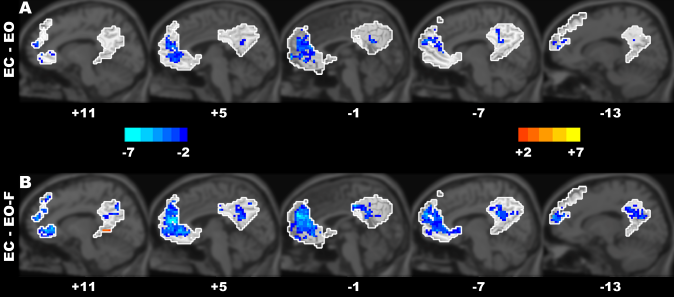 A
EC - EO
+11 +5 -1 -7 -13
-7 -2 +2 +7
B
EC - EO-F
+11 +5 -1 -7 -13